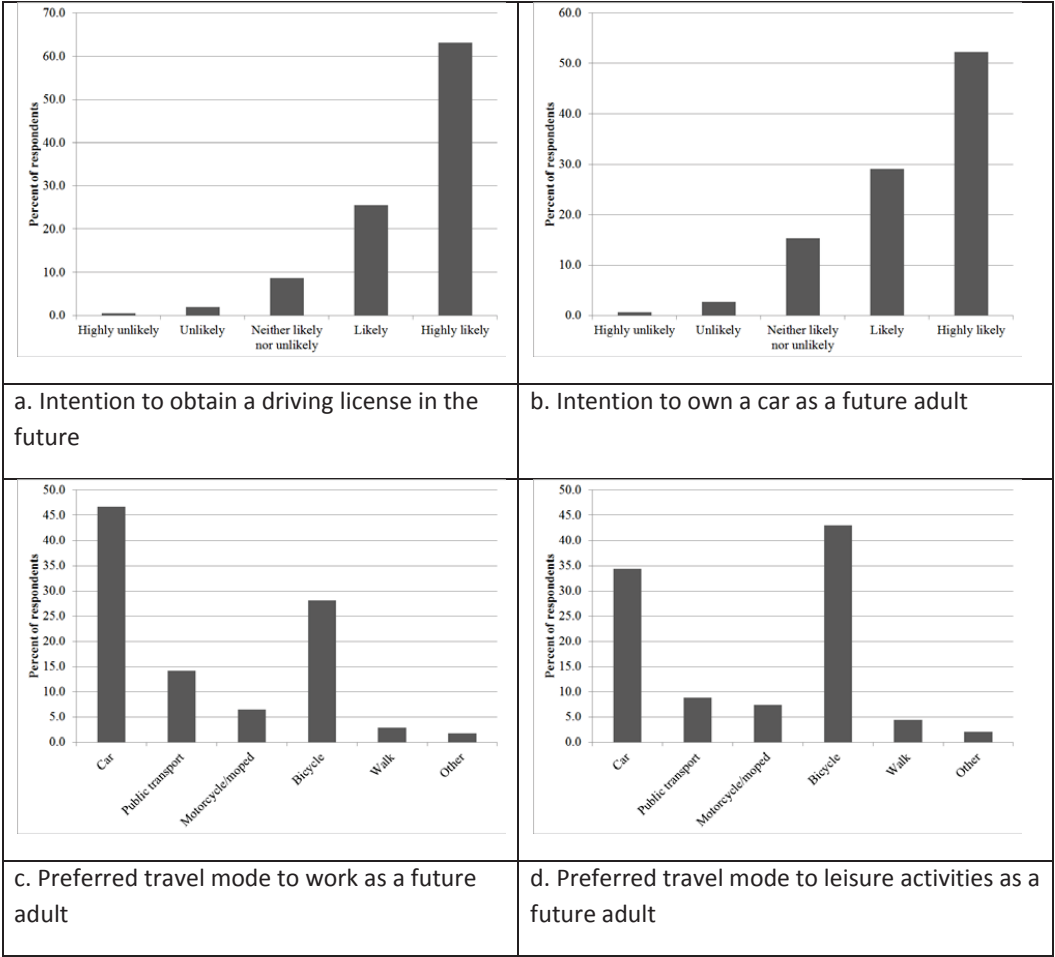 70.0
60.0
50.0
40.0
30.0
20.0
10.0
0.0
Percent of respondents
Highly unlikely Unlikely Neither likely Likely Highly likely
nor unlikely
60.0
50.0
40.0
30.0
20.0
10.0
0.0
Percent of respondents
Highly unlikely Unlikely Neither likely Likely Highly likely
nor unlikely
a. Intention to obtain a driving license in the
future
b. Intention to own a car as a future adult
50.0
45.0
40.0
35.0
30.0
25.0
20.0
15.0
10.0
5.0
0.0
Percent of respondents
Car
Public transport
Motorcycle/moped
Bicycle
Walk
Other
50.0
45.0
40.0
35.0
30.0
25.0
20.0
15.0
10.0
5.0
0.0
Percent of respondents
Car
Public transport
Motorcycle/moped
Bicycle
Walk
Other
c. Preferred travel mode to work as a future
adult
d. Preferred travel mode to leisure activities as a
future adult